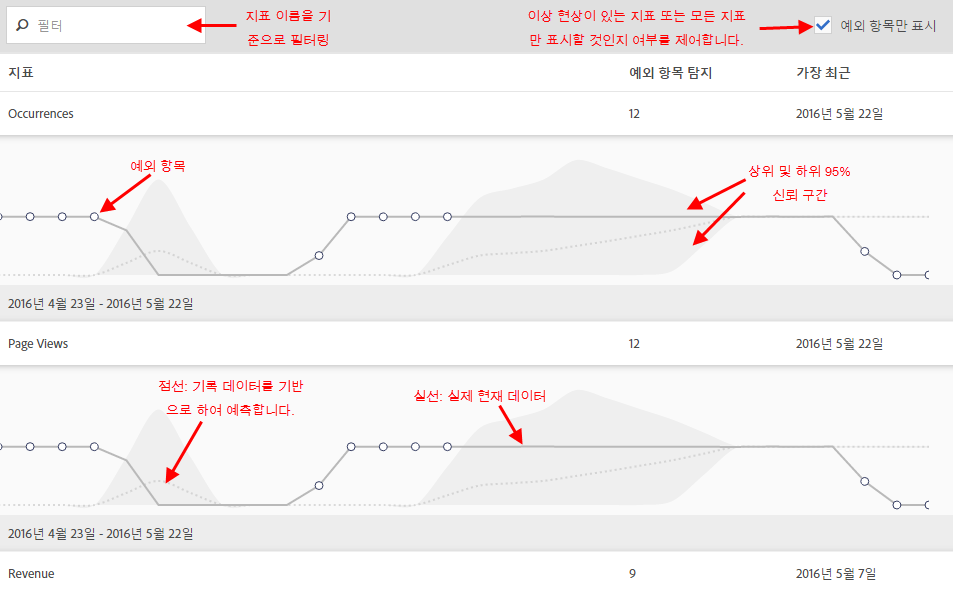 필터
지표 이름을 기
준으로 필터링
이상 현상이 있는 지표 또는 모든 지표
만 표시할 것인지 여부를 제어합니다.
예외 항목만 표시
지표 예외 항목 탐지 가장 최근
Occurrences 12 2016년 5월 22일
예외 항목
상위 및 하위 95%
신뢰 구간
2016년 4월 23일 - 2016년 5월 22일
Page Views 12 2016년 5월 22일
점선: 기록 데이터를 기반
으로 하여 예측합니다.
실선: 실제 현재 데이터
2016년 4월 23일 - 2016년 5월 22일
Revenue 9 2016년 5월 7일